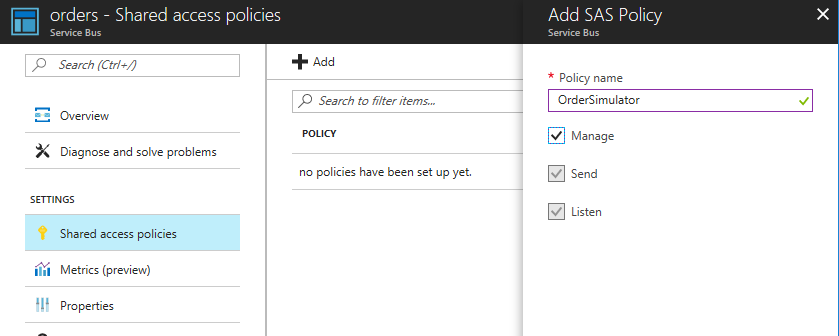 orders - Shared access policies
Service Bus
Search (Ctrl+/)
Overview
Diagnose and solve problems
SETTINGS
Shared access policies
Metrics (preview)
Properties
Add
Search to filter items...
POLICY
no policies have been set up yet.
Add SAS Policy
Service Bus
* Policy name
OrderSimulator
Manage
Send
Listen